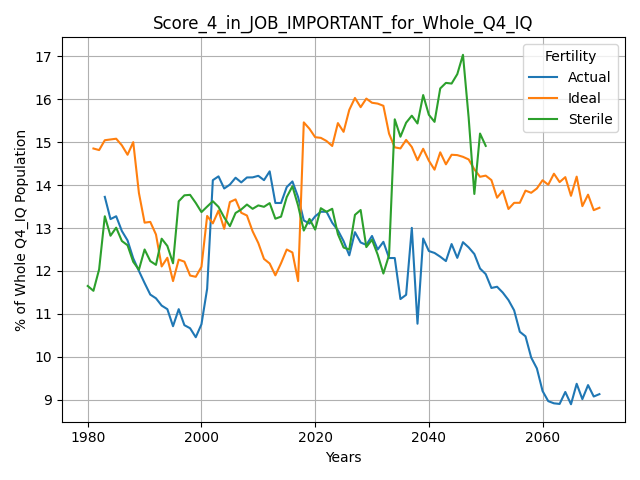 Score_4_in_JOB_IMPORTANT_for_Whole_Q4_IQ
Fertility
Actual
Ideal
Sterile
% of Whole Q4_IQ Population
17
16
15
14
13
12
11
10
9
1980
2000
2020
2040
2060
Years